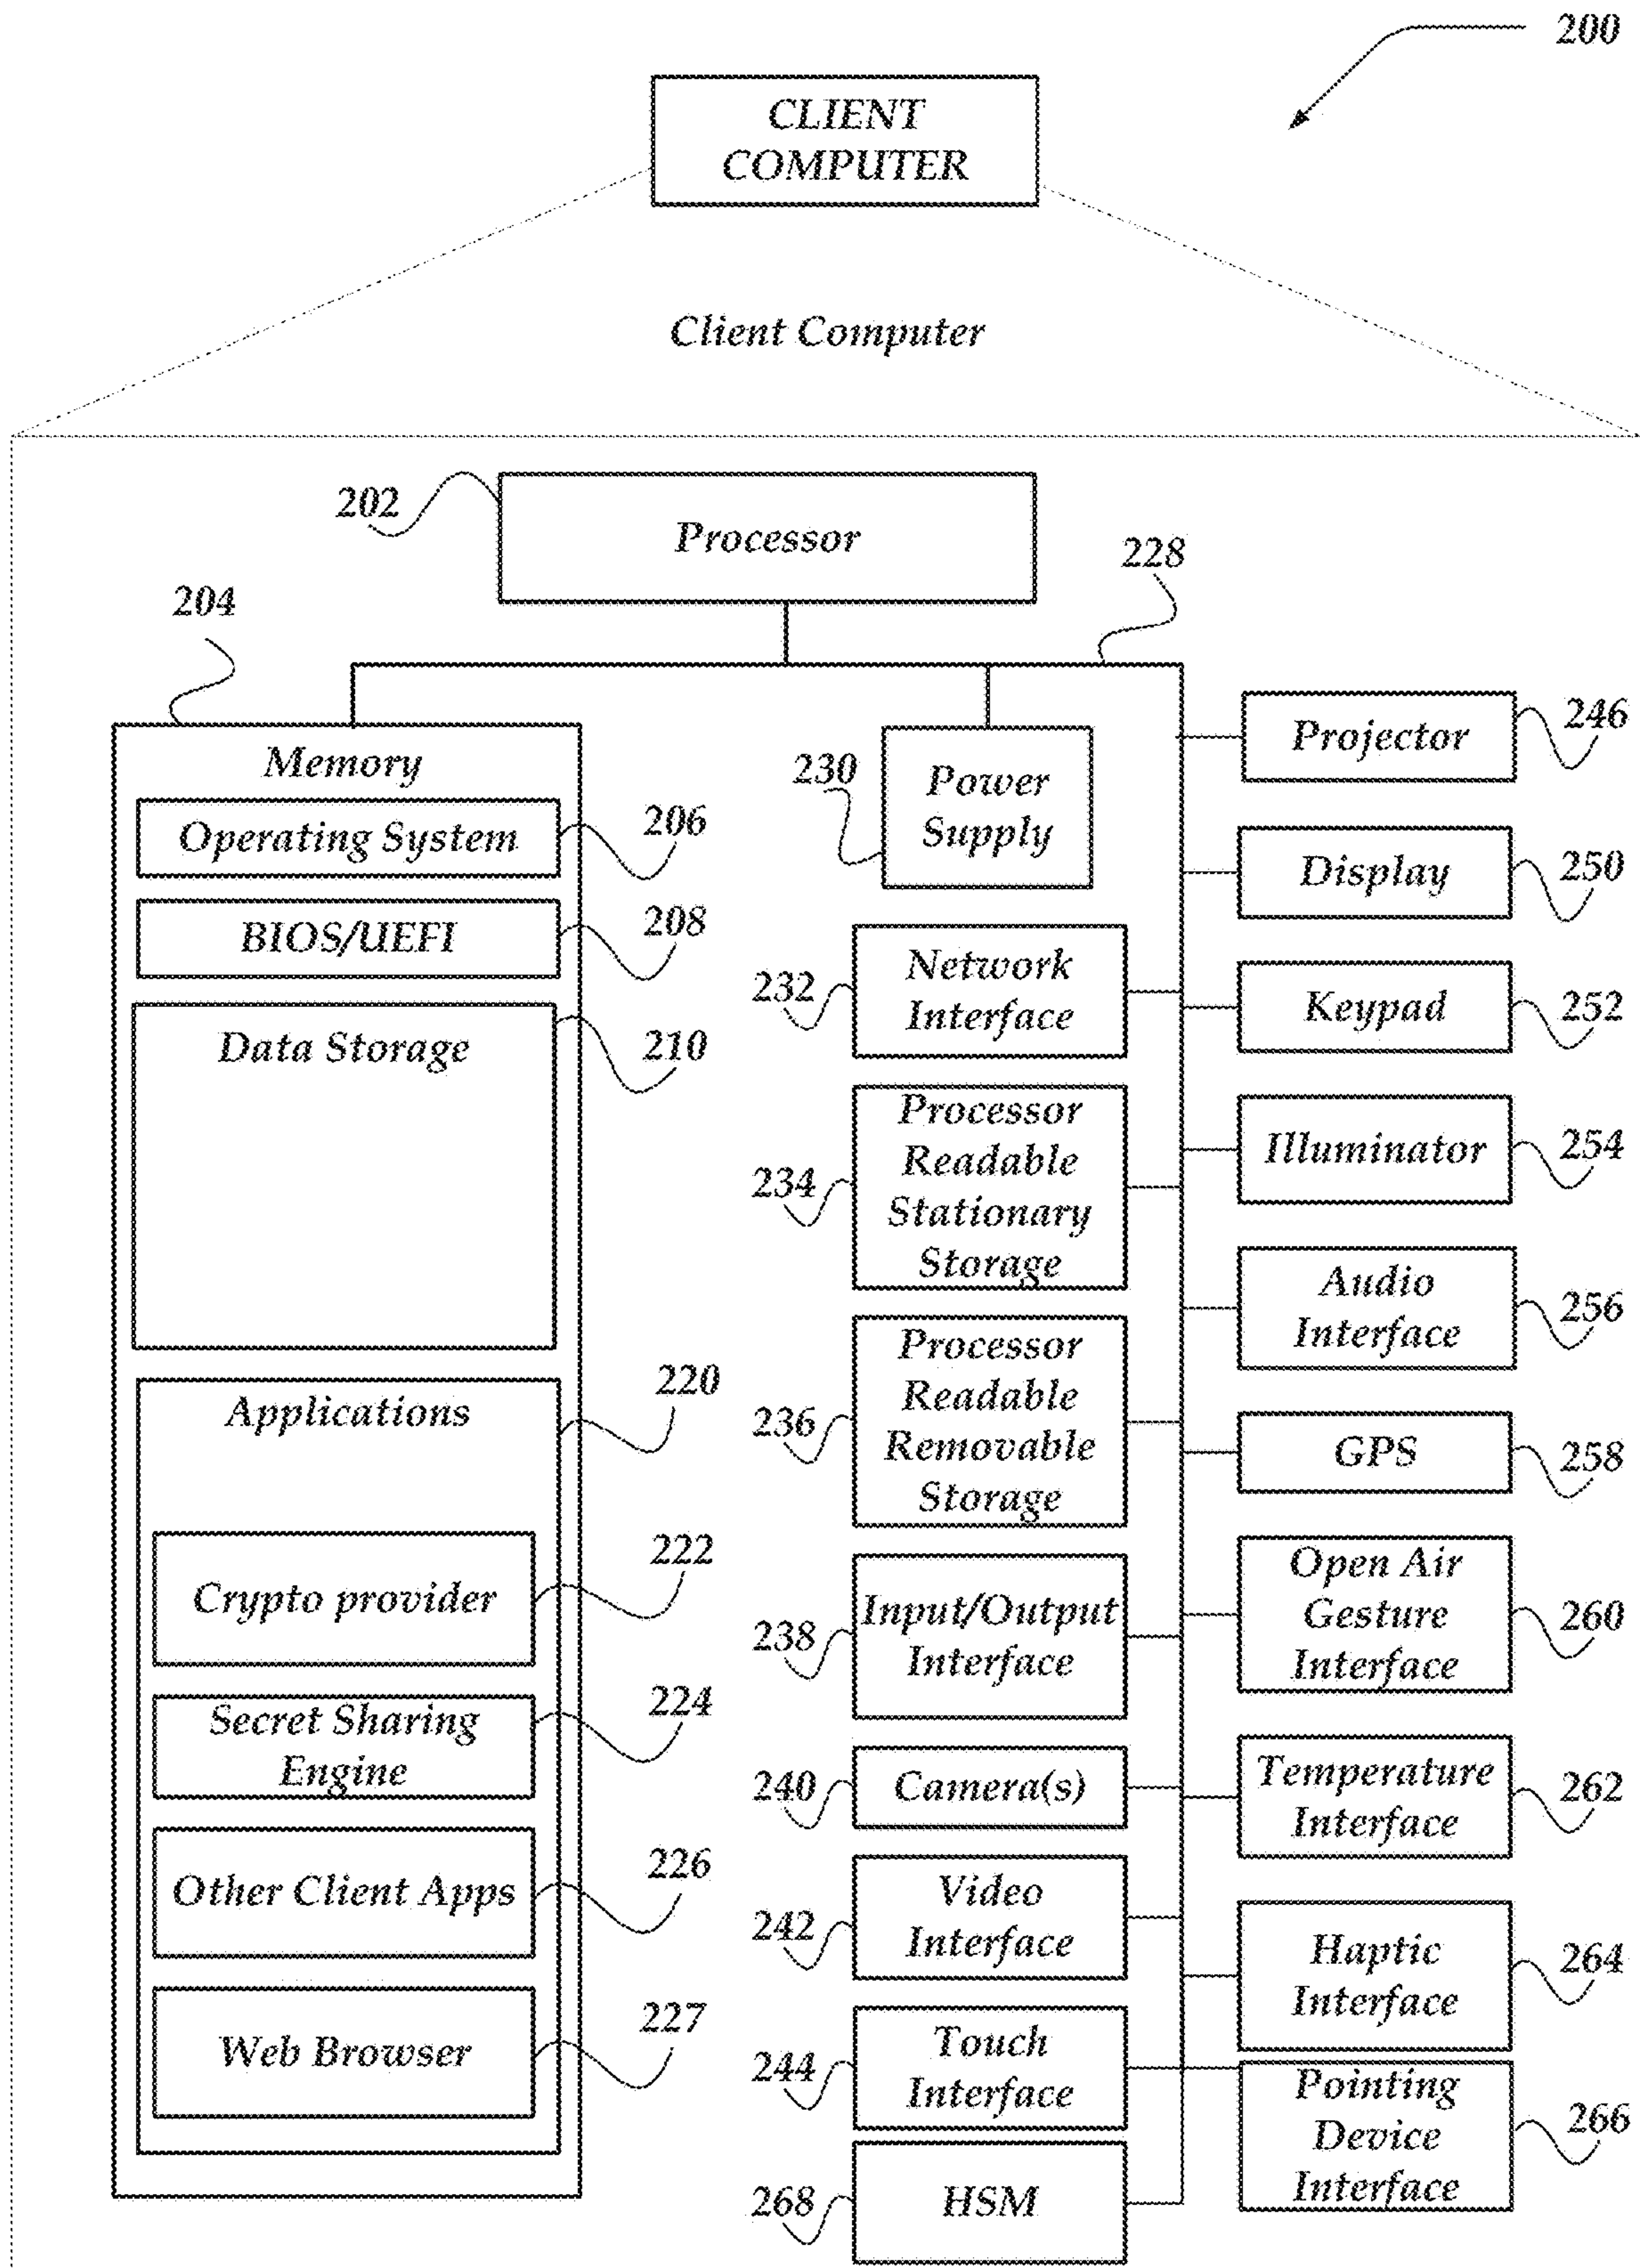 200
CLIENT
COMPUTER
Client Computer
202
Processor
228
204
Memory
Operating System
206
BIOS/UEFI
208
Data Storage
210
Applications
220
Crypto provider
222
Secret Sharing
Engine
224
Other Client Apps
226
Web Browser
227
230
Power
Supply
232
Network
Interface
234
Processor
Readable
Stationary
Storage
236
Processor
Readable
Removable
Storage
238
Input/Output
Interface
240
Camera(s)
242
Video
Interface
244
Touch
Interface
268
HSM
Projector
246
Display
250
Keypad
252
Illuminator
254
Audio
Interface
256
GPS
258
Open Air
Gesture
Interface
260
Temperature
Interface
262
Haptic
Interface
264
Pointing
Device
Interface
266